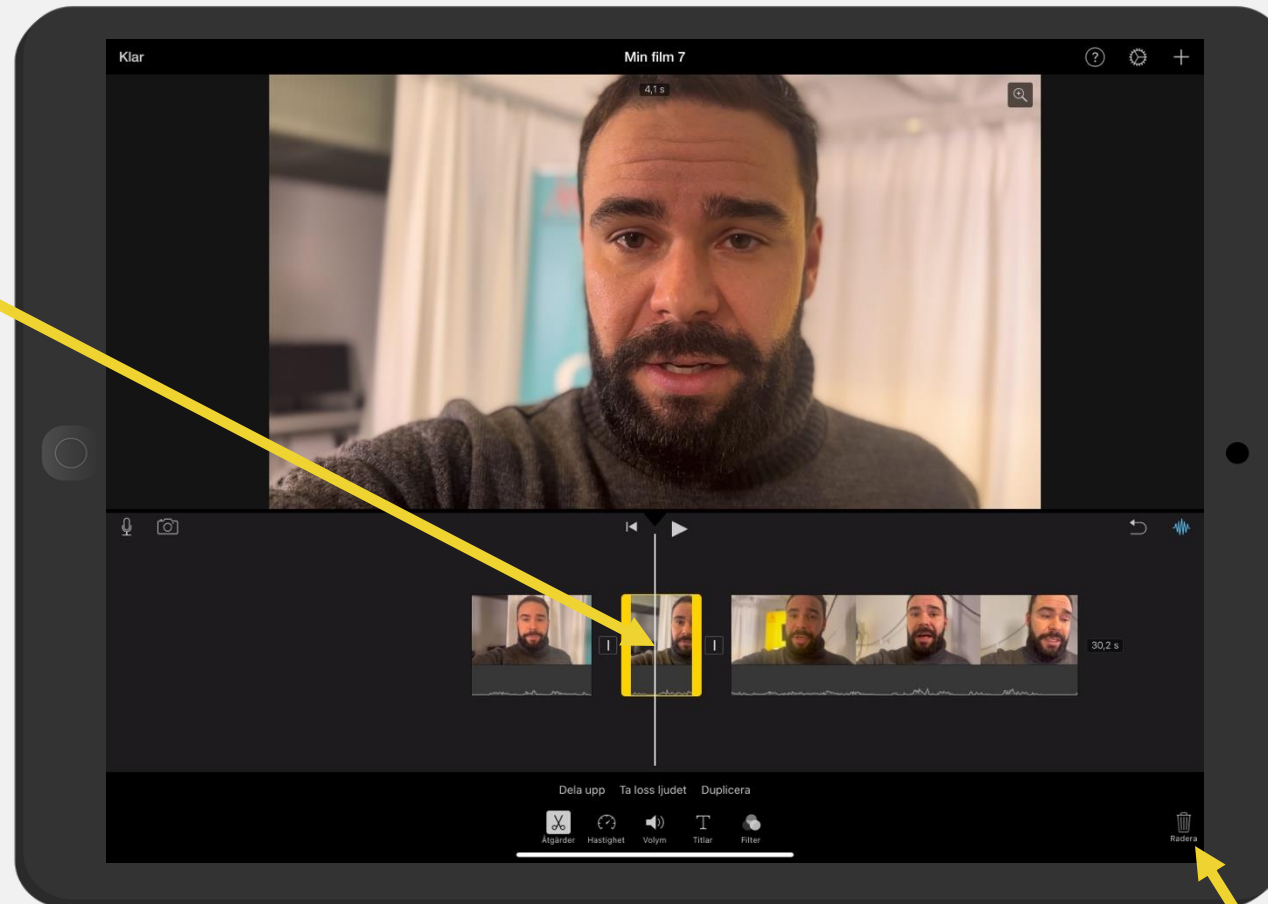 Klar
Min film 7
4,1 s
30,2 s
Dela upp Ta loss ljudet Duplicera
Åtgärder Hastighet Volym Titlar Filter
Radera